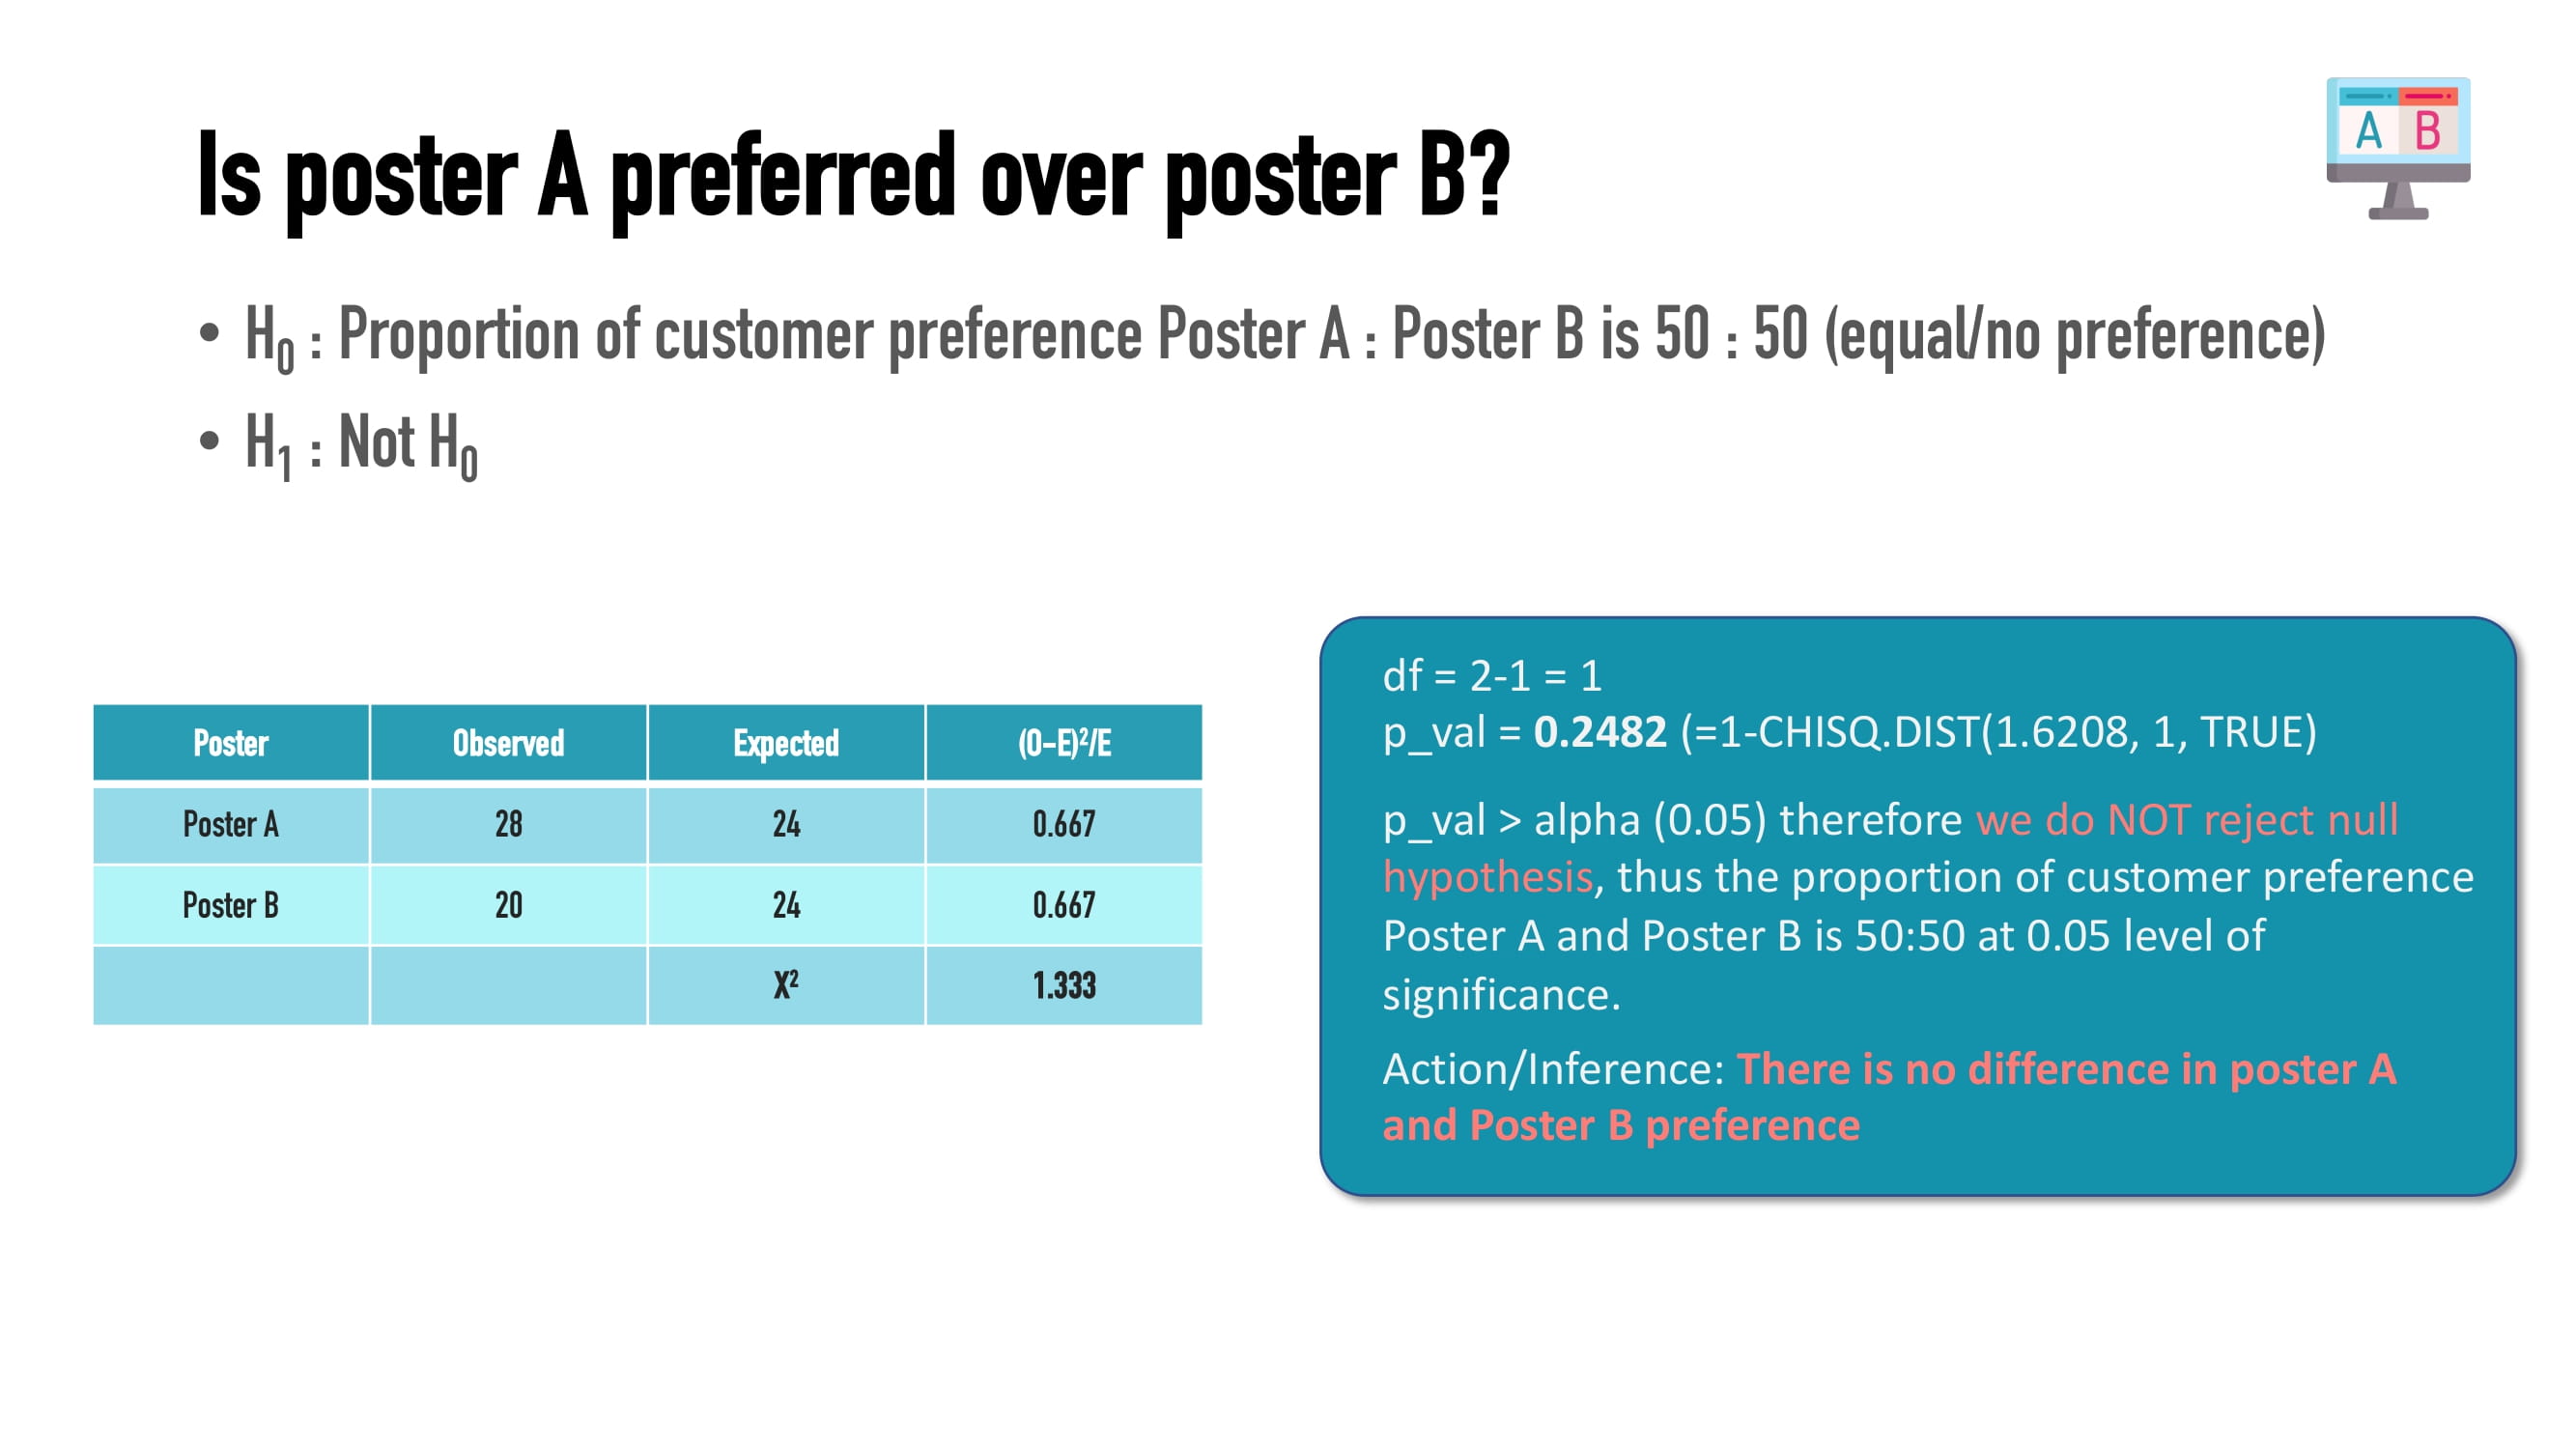 A B
Is poster A preferred over poster B?
• H₀ : Proportion of customer preference Poster A : Poster B is 50 : 50 (equal/no preference)
• H₁ : Not H₀
Poster Observed Expected (O-E)²/E
Poster A 28 24 0.667
Poster B 20 24 0.667
X² 1.333
df = 2-1 = 1
p_val = 0.2482 (=1-CHISQ.DIST(1.6208, 1, TRUE)
p_val > alpha (0.05) therefore we do NOT reject null
hypothesis, thus the proportion of customer preference
Poster A and Poster B is 50:50 at 0.05 level of
significance.
Action/Inference: There is no difference in poster A
and Poster B preference